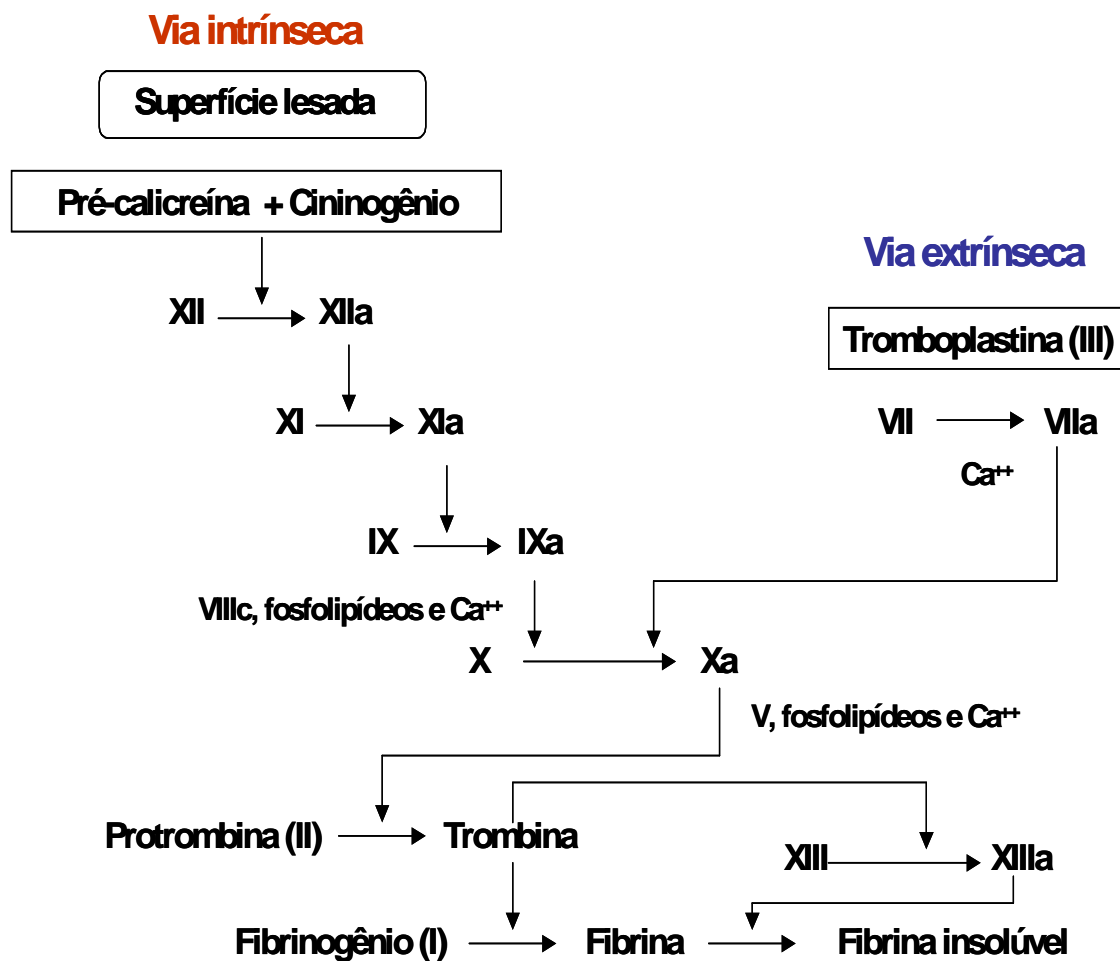 Via intrínseca
Superfície lesada
Pré-calicreína + Cininogênio
Via extrínseca
XII XIIa
Tromboplastina (III)
XI XIa
VII VIIa
Ca++
IX IXa
VIIIc, fosfolipídeos e Ca++
X Xa
V, fosfolipídeos e Ca++
Protrombina (II) Trombina
XIII XIIIa
Fibrinogênio (I) Fibrina Fibrina insolúvel